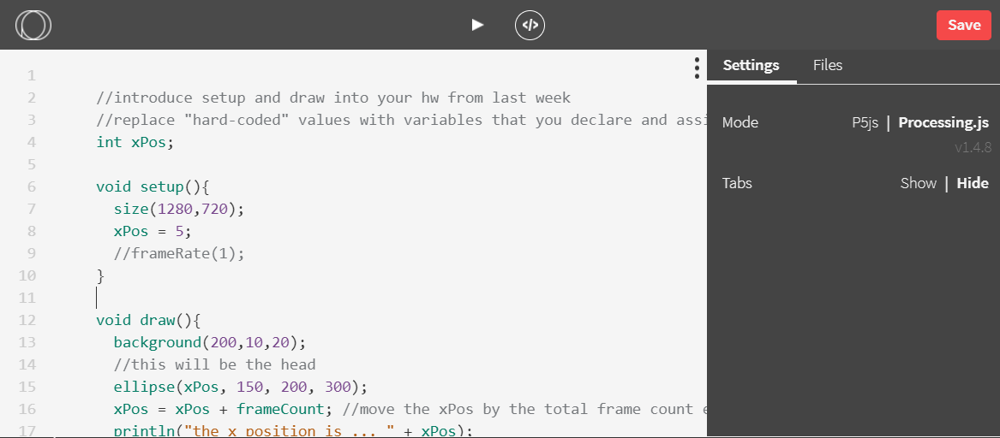 </> Save
Settings Files
1
2 //introduce setup and draw into your hw from last week
3 //replace "hard-coded" values with variables that you declare and
4 int xPos;
5
6 void setup(){
7 size(1280,720);
8 xPos = 5;
9 //frameRate(1);
10 }
11
12 void draw(){
13 background(200,10,20);
14 //this will be the head
15 ellipse(xPos, 150, 200, 300);
16 xPos = xPos + frameCount; //move the xPos by the total frame count
17 println("the x position is ... " + xPos);
Mode P5js | Processing.js
v1.4.8
Tabs Show | Hide